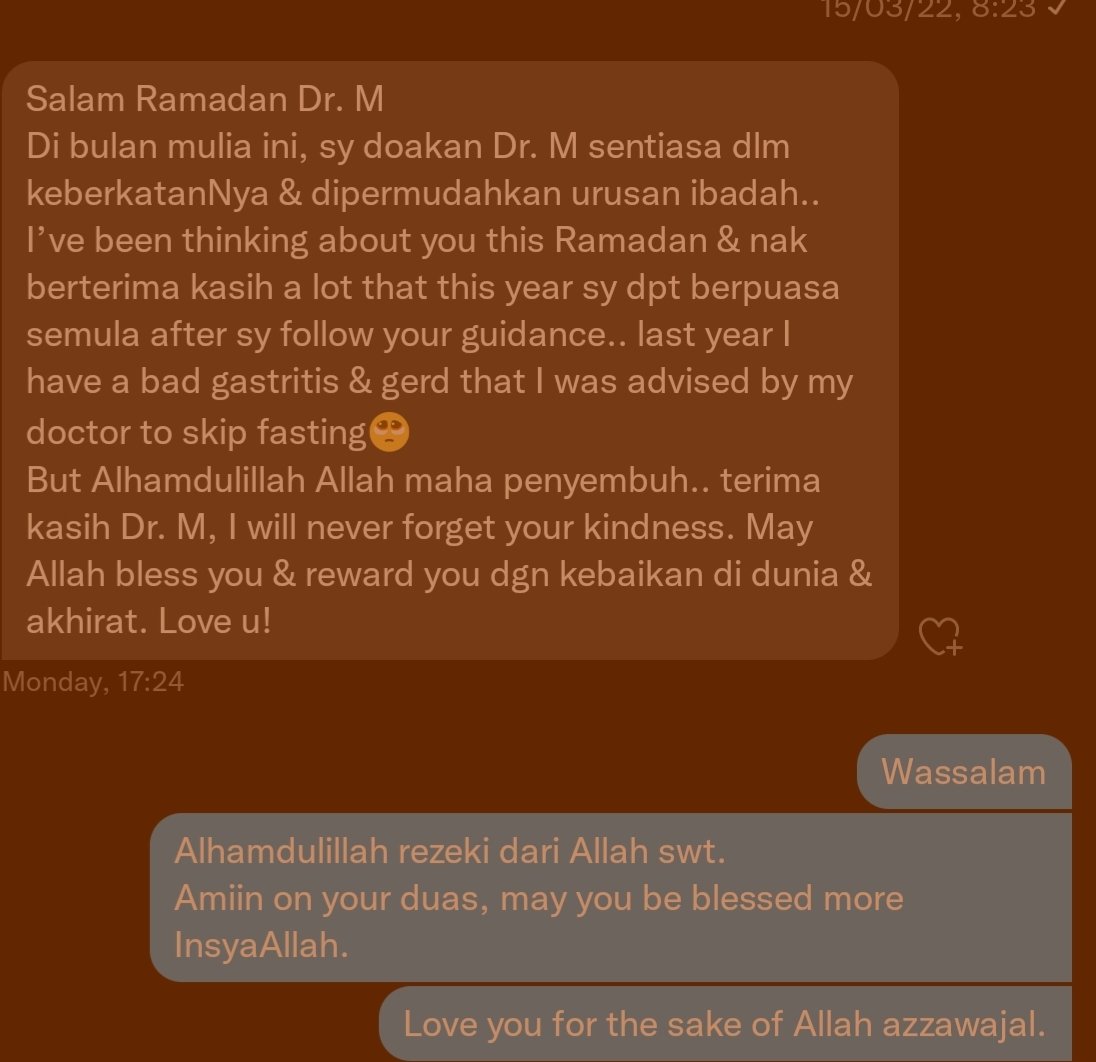 15/03/22, 8:23 ✓
Salam Ramadan Dr. M
Di bulan mulia ini, sy doakan Dr. M sentiasa dlm
keberkatanNya & dipermudahkan urusan ibadah..
I’ve been thinking about you this Ramadan & nak
berterima kasih a lot that this year sy dpt berpuasa
semula after sy follow your guidance.. last year I
have a bad gastritis & gerd that I was advised by my
doctor to skip fasting🥺
But Alhamdulillah Allah maha penyembuh.. terima
kasih Dr. M, I will never forget your kindness. May
Allah bless you & reward you dgn kebaikan di dunia &
akhirat. Love u!
Monday, 17:24
Wassalam
Alhamdulillah rezeki dari Allah swt.
Amiin on your duas, may you be blessed more
InsyaAllah.
Love you for the sake of Allah azzawajal.